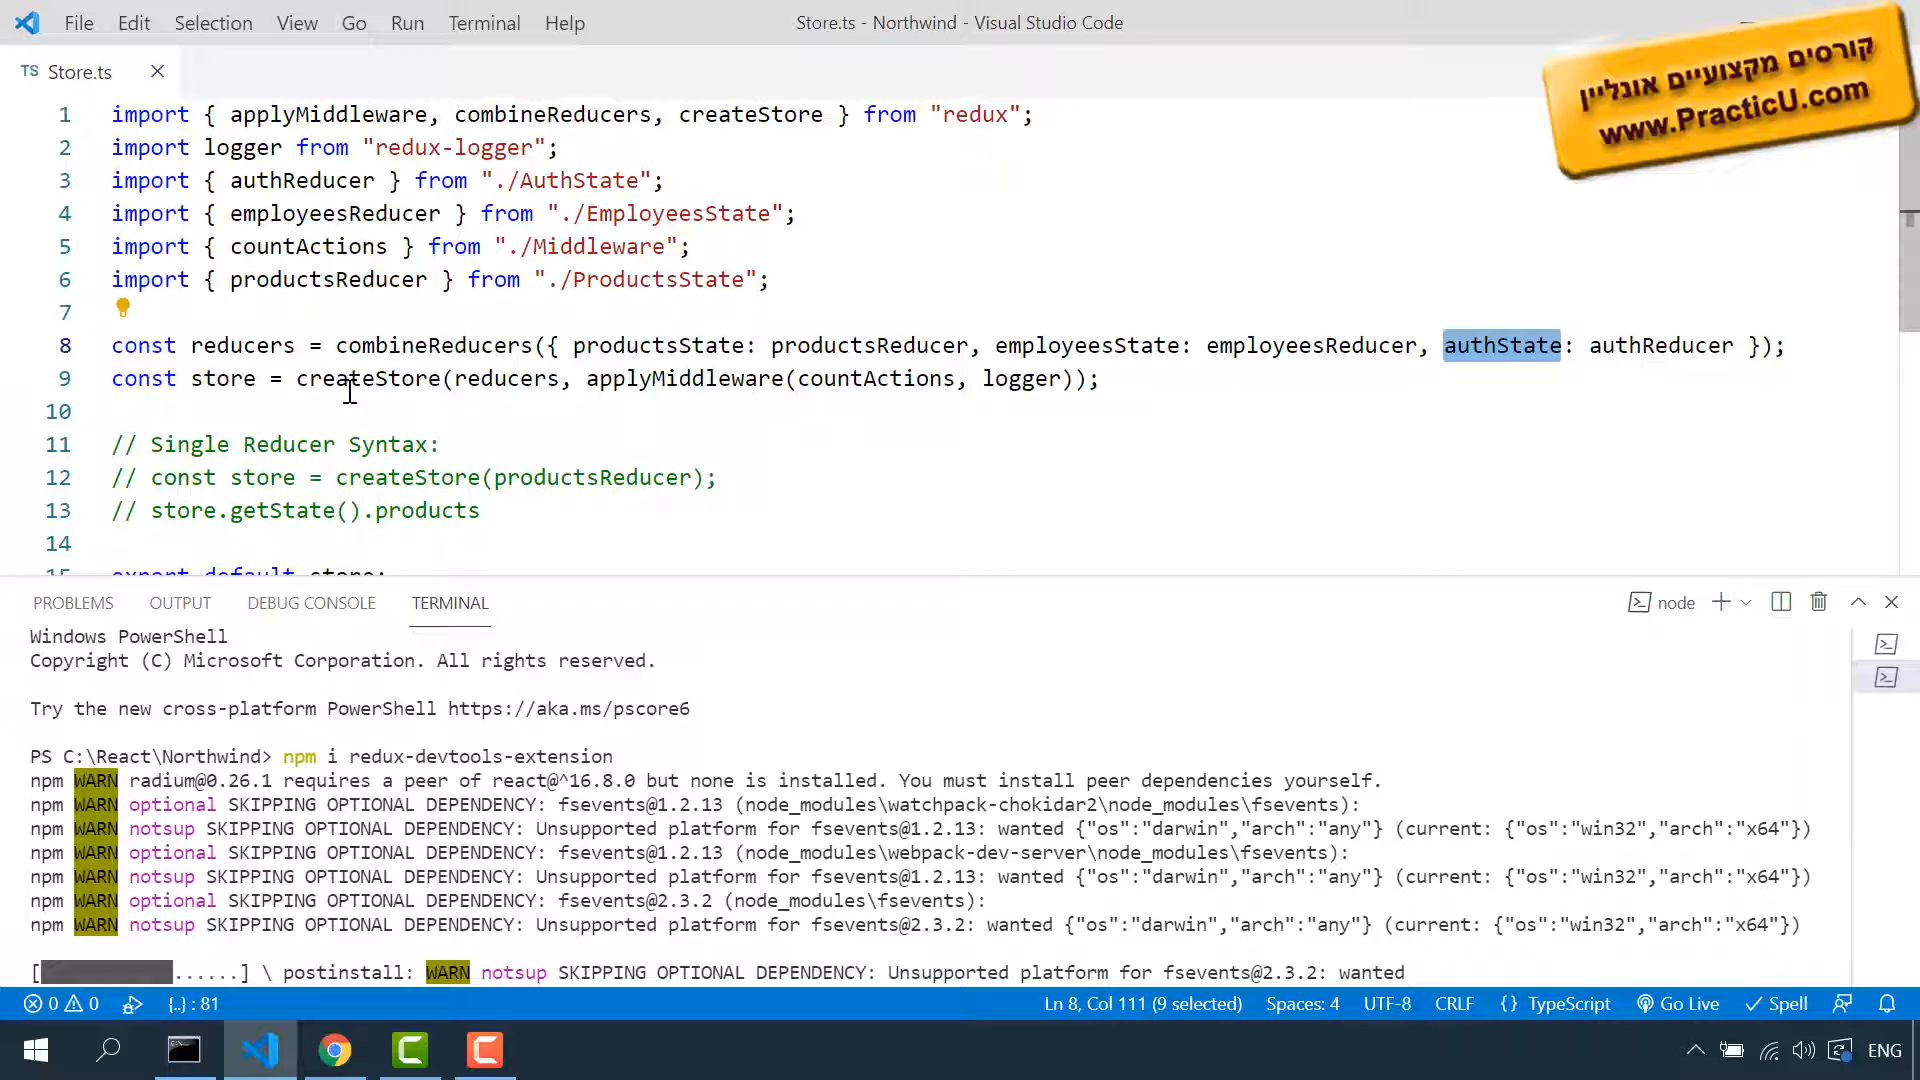 File Edit Selection View Go Run Terminal Help
Store.ts - Northwind - Visual Studio Code
קורסים מקצועיים אונליין
www.PracticU.com
TS Store.ts
1 import { applyMiddleware, combineReducers, createStore } from "redux";
2 import logger from "redux-logger";
3 import { authReducer } from "./AuthState";
4 import { employeesReducer } from "./EmployeesState";
5 import { countActions } from "./Middleware";
6 import { productsReducer } from "./ProductsState";
7
8 const reducers = combineReducers({ productsState: productsReducer, employeesState: employeesReducer, authState: authReducer });
9 const store = createStore(reducers, applyMiddleware(countActions, logger));
10
11 // Single Reducer Syntax:
12 // const store = createStore(productsReducer);
13 // store.getState().products
14
15 export default store;
PROBLEMS OUTPUT DEBUG CONSOLE TERMINAL
node
Windows PowerShell
Copyright (C) Microsoft Corporation. All rights reserved.
Try the new cross-platform PowerShell https://aka.ms/pscore6
PS C:\React\Northwind> npm i redux-devtools-extension
npm WARN radium@0.26.1 requires a peer of react@^16.8.0 but none is installed. You must install peer dependencies yourself.
npm WARN optional SKIPPING OPTIONAL DEPENDENCY: fsevents@1.2.13 (node_modules\watchpack-chokidar2\node_modules\fsevents):
npm WARN notsup SKIPPING OPTIONAL DEPENDENCY: Unsupported platform for fsevents@1.2.13: wanted {"os":"darwin","arch":"any"} (current: {"os":"win32","arch":"x64"})
npm WARN optional SKIPPING OPTIONAL DEPENDENCY: fsevents@1.2.13 (node_modules\webpack-dev-server\node_modules\fsevents):
npm WARN notsup SKIPPING OPTIONAL DEPENDENCY: Unsupported platform for fsevents@1.2.13: wanted {"os":"darwin","arch":"any"} (current: {"os":"win32","arch":"x64"})
npm WARN optional SKIPPING OPTIONAL DEPENDENCY: fsevents@2.3.2 (node_modules\fsevents):
npm WARN notsup SKIPPING OPTIONAL DEPENDENCY: Unsupported platform for fsevents@2.3.2: wanted {"os":"darwin","arch":"any"} (current: {"os":"win32","arch":"x64"})
[ ......] \ postinstall: WARN notsup SKIPPING OPTIONAL DEPENDENCY: Unsupported platform for fsevents@2.3.2: wanted
0 0 {..} : 81
Ln 8, Col 111 (9 selected) Spaces: 4 UTF-8 CRLF {} TypeScript Go Live Spell
ENG